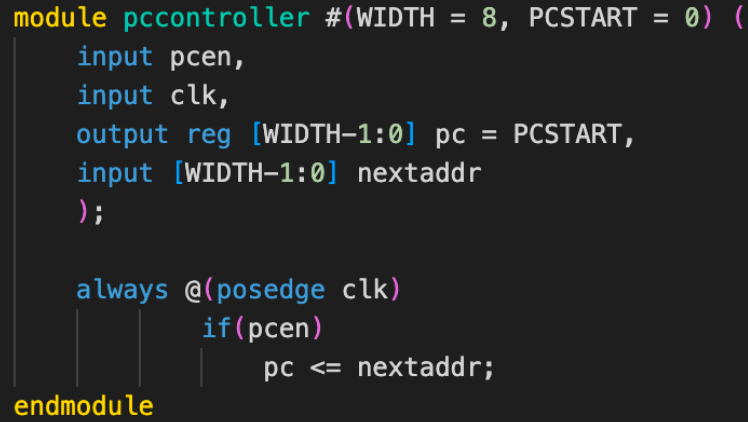 module pccontroller #(WIDTH = 8, PCSTART = 0) (
input pcen,
input clk,
output reg [WIDTH-1:0] pc = PCSTART,
input [WIDTH-1:0] nextaddr
);
always @(posedge clk)
if(pcen)
pc <= nextaddr;
endmodule